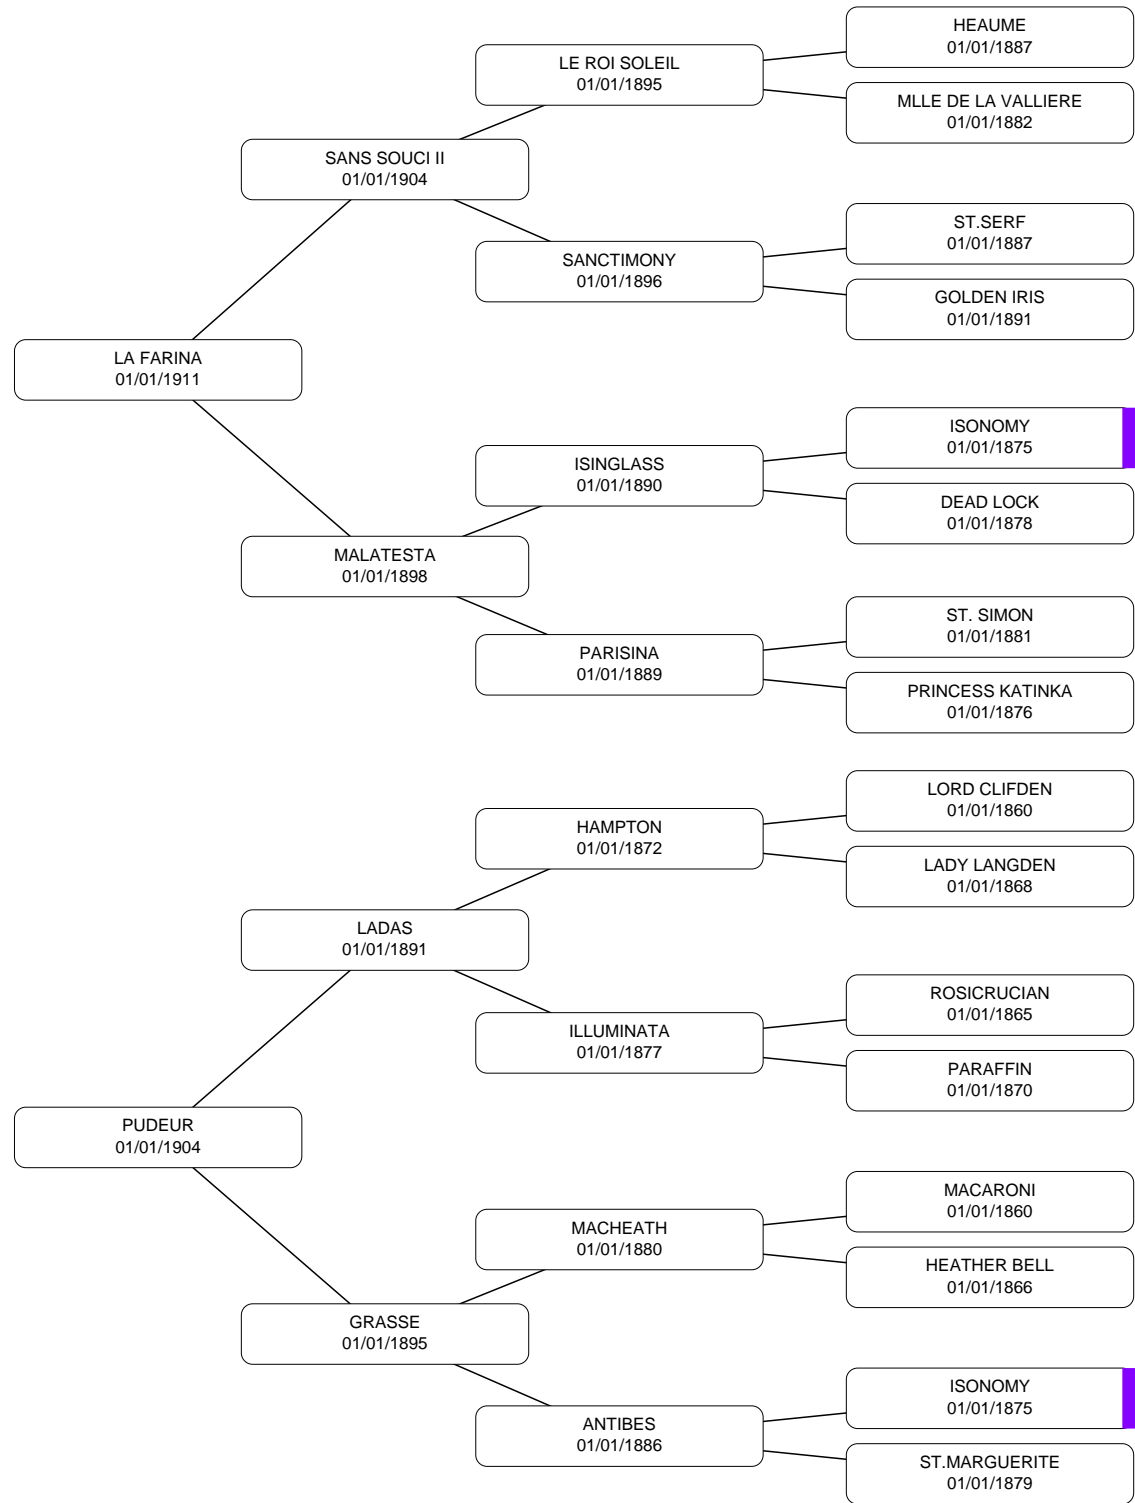 HEAUME
01/01/1887
LE ROI SOLEIL
01/01/1895
MLLE DE LA VALLIERE
01/01/1882
SANS SOUCI II
01/01/1904
ST.SERF
01/01/1887
SANCTIMONY
01/01/1896
GOLDEN IRIS
01/01/1891
LA FARINA
01/01/1911
ISONOMY
01/01/1875
ISINGLASS
01/01/1890
DEAD LOCK
01/01/1878
MALATESTA
01/01/1898
ST. SIMON
01/01/1881
PARISINA
01/01/1889
PRINCESS KATINKA
01/01/1876
LORD CLIFDEN
01/01/1860
HAMPTON
01/01/1872
LADY LANGDEN
01/01/1868
LADAS
01/01/1891
ROSICRUCIAN
01/01/1865
ILLUMINATA
01/01/1877
PARAFFIN
01/01/1870
PUDEUR
01/01/1904
MACARONI
01/01/1860
MACHEATH
01/01/1880
HEATHER BELL
01/01/1866
GRASSE
01/01/1895
ISONOMY
01/01/1875
ANTIBES
01/01/1886
ST.MARGUERITE
01/01/1879